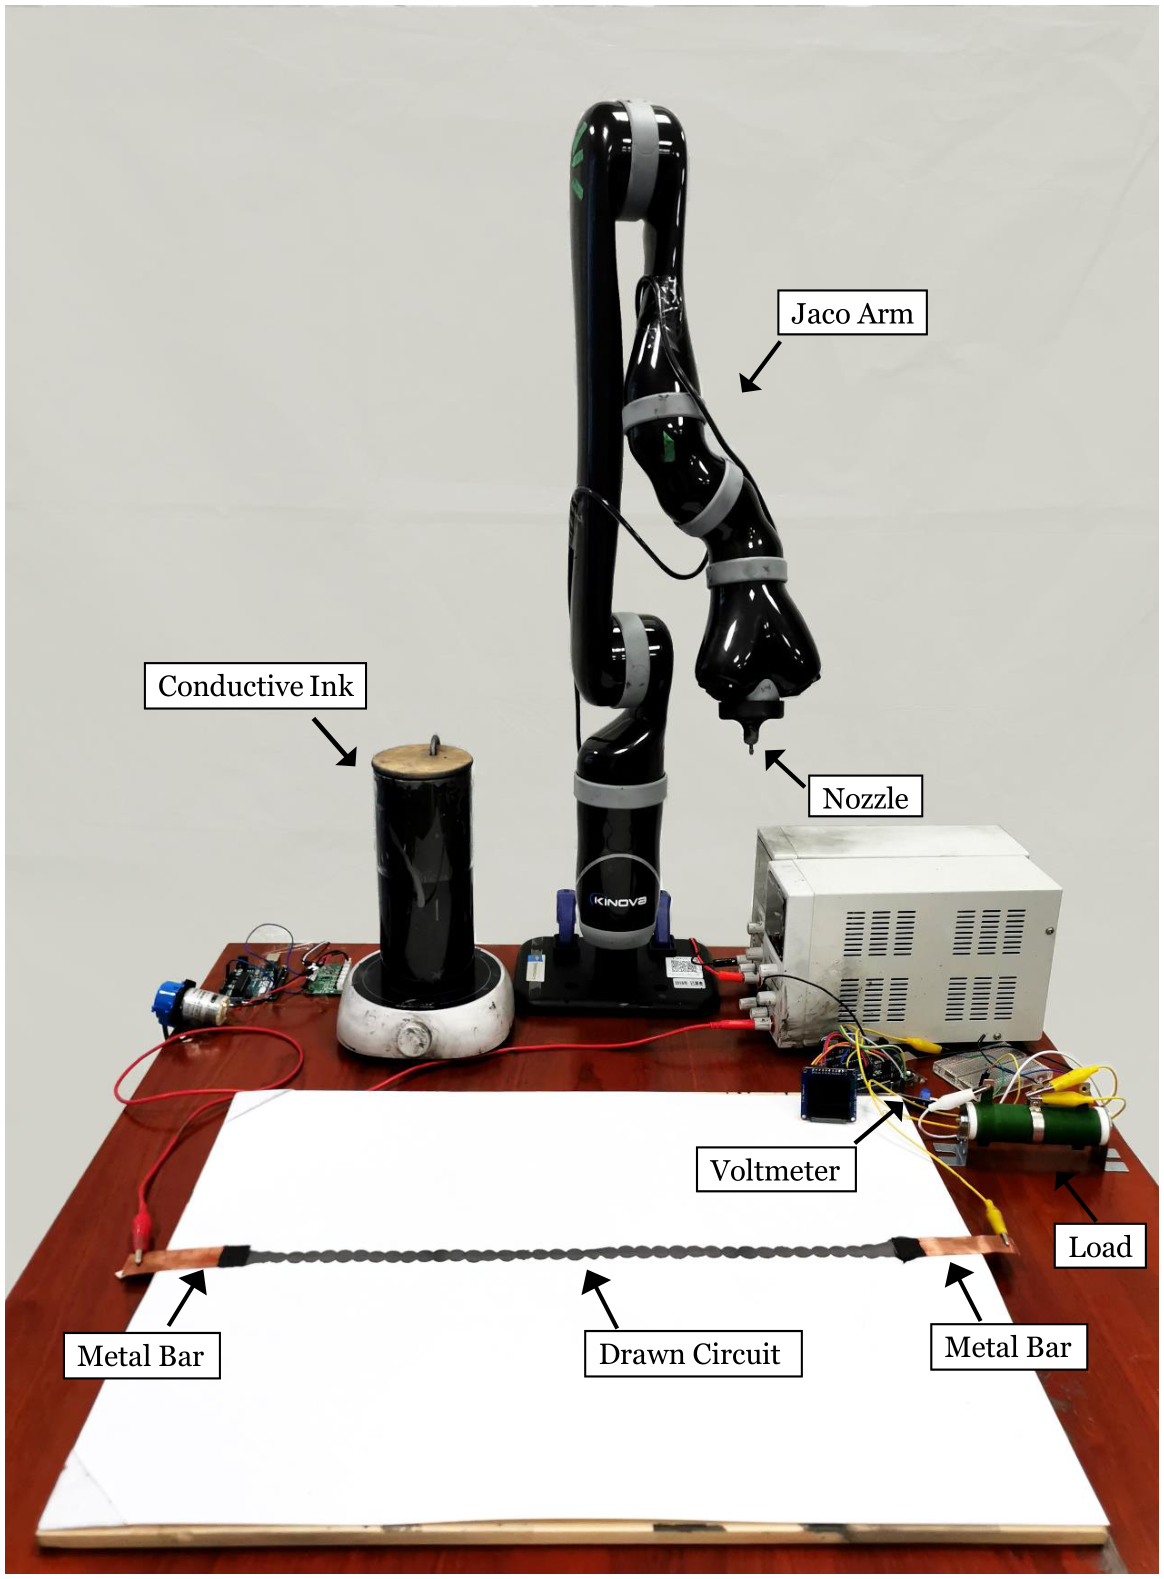 Jaco Arm
Conductive Ink
Nozzle
KINOVA
Voltmeter
Load
Metal Bar
Drawn Circuit
Metal Bar